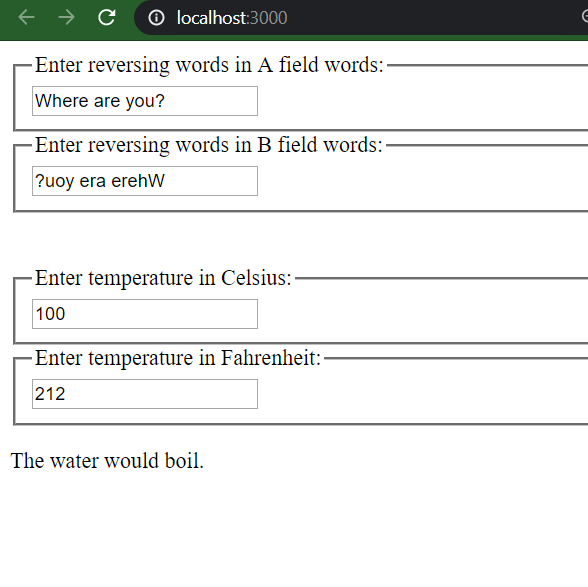 localhost:3000
Enter reversing words in A field words:
Where are you?
Enter reversing words in B field words:
?uoy era erehW
Enter temperature in Celsius:
100
Enter temperature in Fahrenheit:
212
The water would boil.